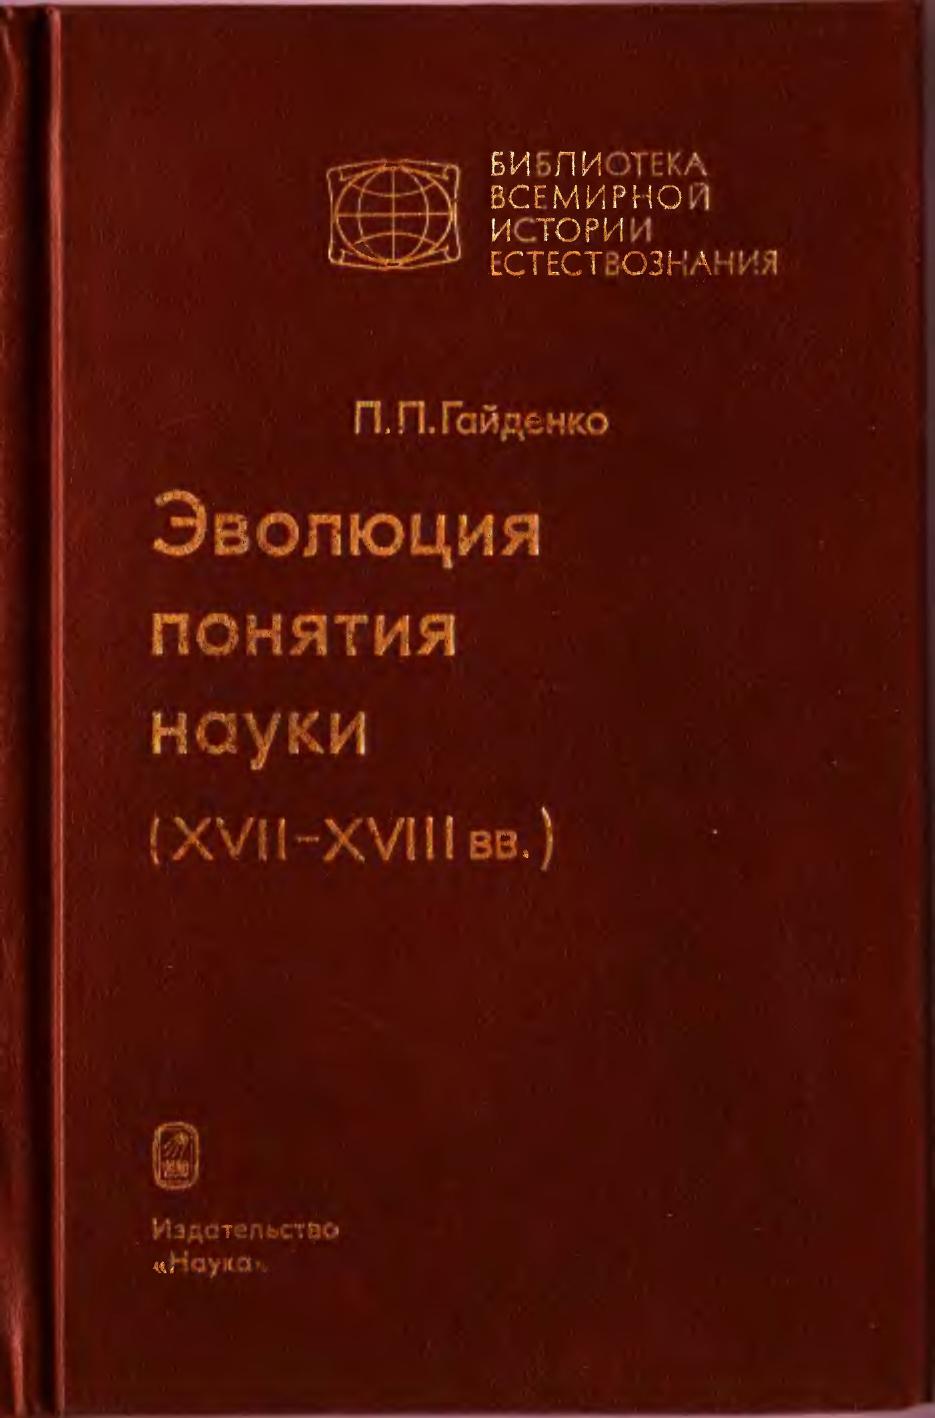 БИБЛИОТЕКА
ВСЕМИРНОЙ
ИСТОРИИ
ЕСТЕСТВОЗНАНИЯ
П.П.Гайденко
Эволюция
понятия
науки
(XVII–XVIII вв.)
Издательство
«Наука»